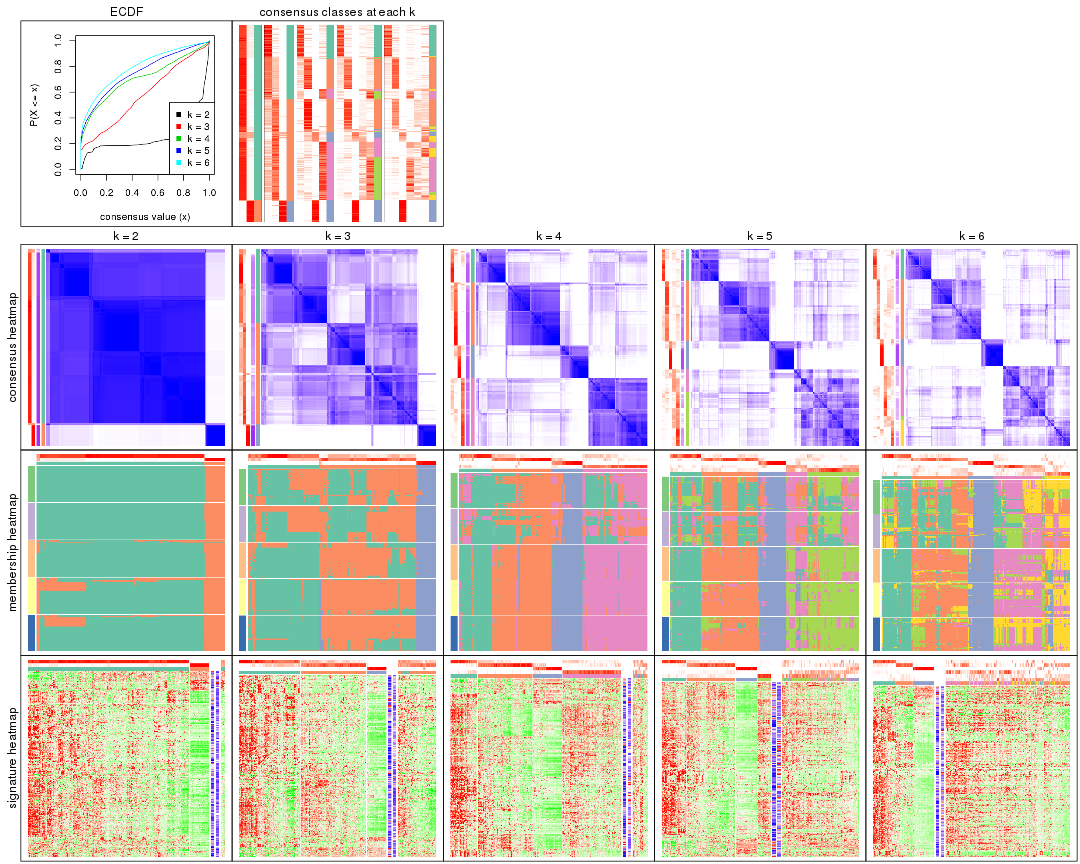 ECDF
consensus classes at each k
P(X <= x)
1.0
0.8
0.6
0.4
0.2
0.0
k = 2
k = 3
k = 4
k = 5
k = 6
0.0 0.2 0.4 0.6 0.8 1.0
consensus value (x)
k = 2 k = 3 k = 4 k = 5 k = 6
consensus heatmap
membership heatmap
signature heatmap